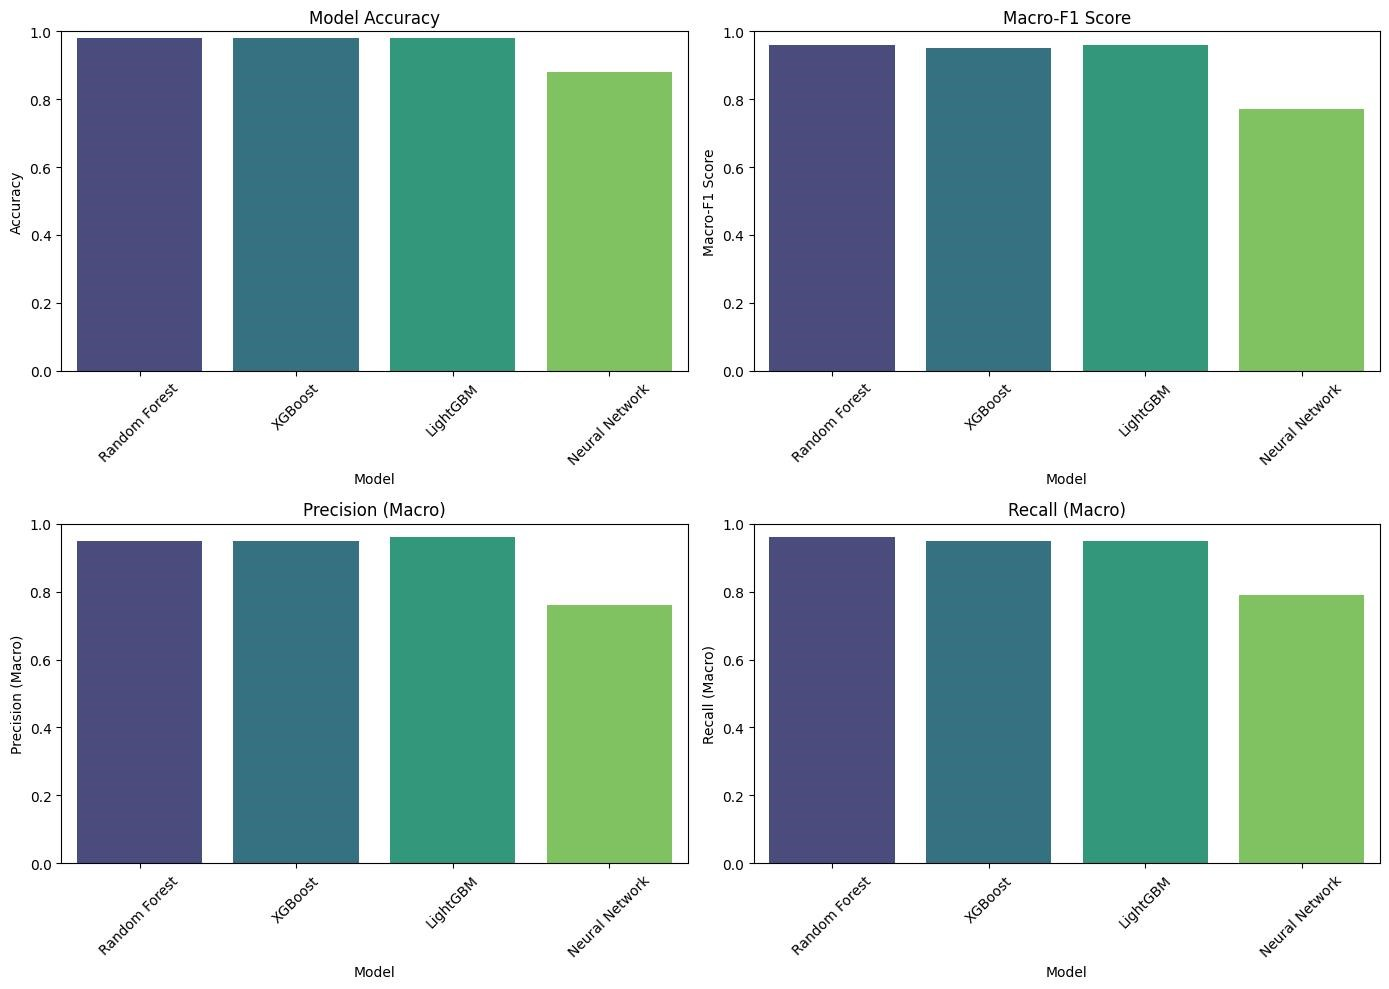 Model Accuracy
1.0
0.8
0.6
0.4
0.2
0.0
Accuracy
Random Forest
XGBoost
LightGBM
Neural Network
Model
Macro-F1 Score
1.0
0.8
0.6
0.4
0.2
0.0
Macro-F1 Score
Random Forest
XGBoost
LightGBM
Neural Network
Model
Precision (Macro)
1.0
0.8
0.6
0.4
0.2
0.0
Precision (Macro)
Random Forest
XGBoost
LightGBM
Neural Network
Model
Recall (Macro)
1.0
0.8
0.6
0.4
0.2
0.0
Recall (Macro)
Random Forest
XGBoost
LightGBM
Neural Network
Model